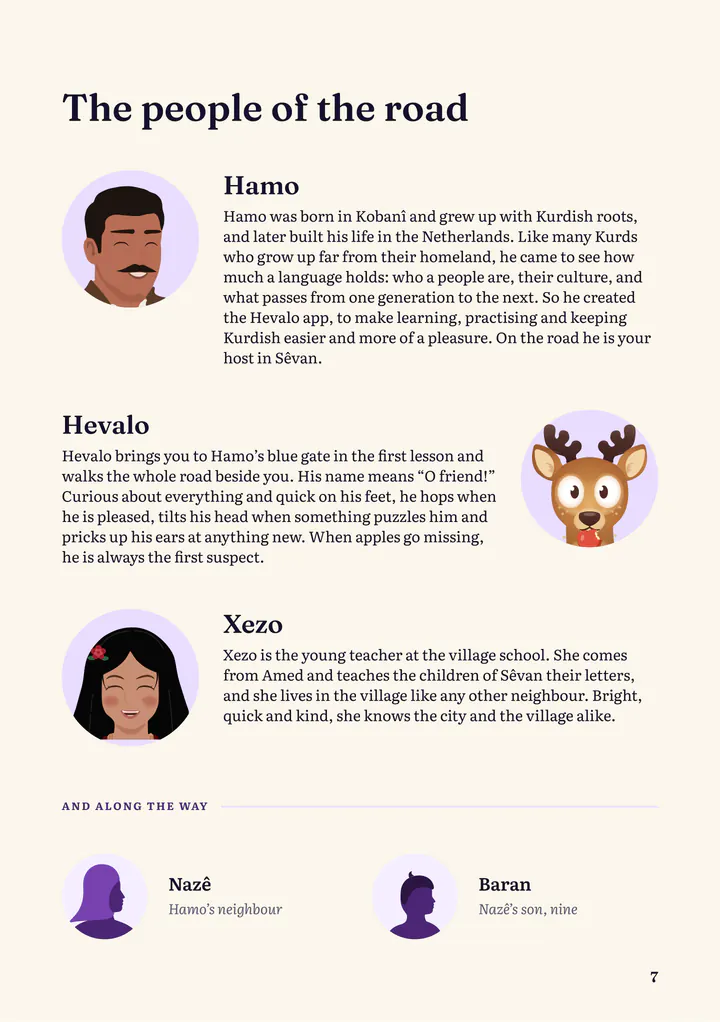 The people of the road
Hamo
Hamo was born in Kobanî and grew up with Kurdish roots,
and later built his life in the Netherlands. Like many Kurds
who grow up far from their homeland, he came to see how
much a language holds: who a people are, their culture, and
what passes from one generation to the next. So he created
the Hevalo app, to make learning, practising and keeping
Kurdish easier and more of a pleasure. On the road he is your
host in Sêvan.
Hevalo
Hevalo brings you to Hamo’s blue gate in the first lesson and
walks the whole road beside you. His name means “O friend!”
Curious about everything and quick on his feet, he hops when
he is pleased, tilts his head when something puzzles him and
pricks up his ears at anything new. When apples go missing,
he is always the first suspect.
Xezo
Xezo is the young teacher at the village school. She comes
from Amed and teaches the children of Sêvan their letters,
and she lives in the village like any other neighbour. Bright,
quick and kind, she knows the city and the village alike.
AND ALONG THE WAY
Nazê
Hamo’s neighbour
Baran
Nazê’s son, nine
7